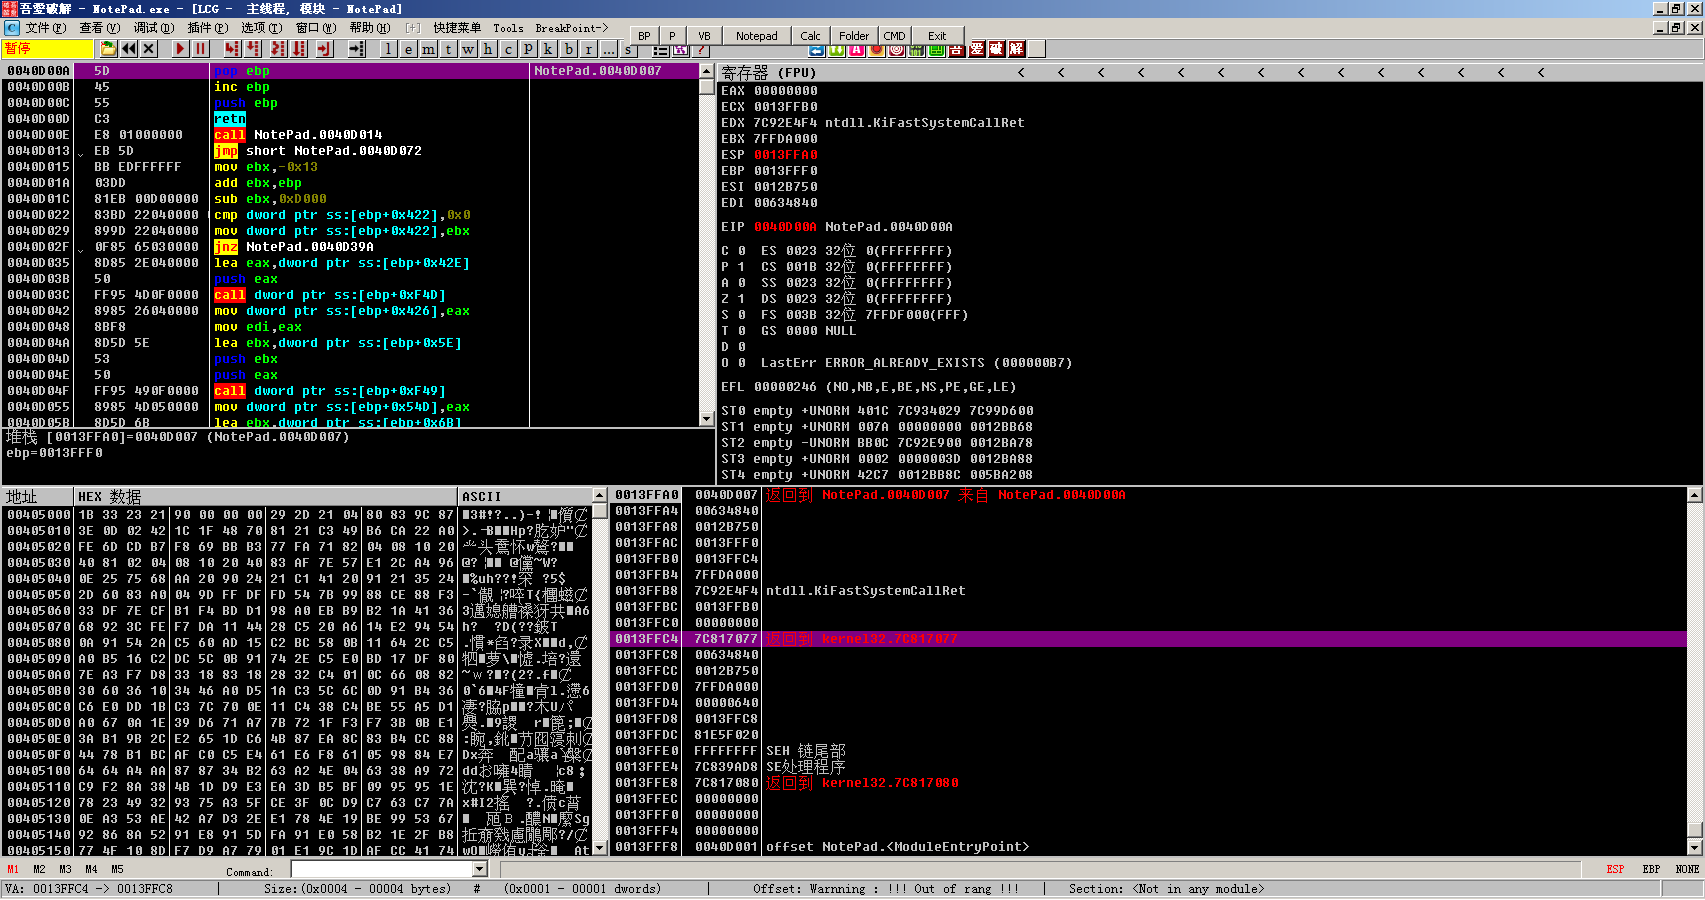 吾愛破解 - NotePad.exe - [LCG -  主线程, 模块 - NotePad]
文件(F) 查看(V) 调试(D) 插件(P) 选项(T) 窗口(W) 帮助(H) [+] 快捷菜单 Tools BreakPoint->
BP P VB Notepad Calc Folder CMD Exit
暂停 l e m t w h c p k b r ... s
吾 爱 破 解
0040D00A 5D pop ebp NotePad.0040D007
0040D00B 45 inc ebp
0040D00C 55 push ebp
0040D00D C3 retn
0040D00E E8 01000000 call NotePad.0040D014
0040D013 EB 5D jmp short NotePad.0040D072
0040D015 BB EDFFFFFF mov ebx,-0x13
0040D01A 03DD add ebx,ebp
0040D01C 81EB 00D00000 sub ebx,0xD000
0040D022 83BD 22040000 cmp dword ptr ss:[ebp+0x422],0x0
0040D029 899D 22040000 mov dword ptr ss:[ebp+0x422],ebx
0040D02F 0F85 65030000 jnz NotePad.0040D39A
0040D035 8D85 2E040000 lea eax,dword ptr ss:[ebp+0x42E]
0040D03B 50 push eax
0040D03C FF95 4D0F0000 call dword ptr ss:[ebp+0xF4D]
0040D042 8985 26040000 mov dword ptr ss:[ebp+0x426],eax
0040D048 8BF8 mov edi,eax
0040D04A 8D5D 5E lea ebx,dword ptr ss:[ebp+0x5E]
0040D04D 53 push ebx
0040D04E 50 push eax
0040D04F FF95 490F0000 call dword ptr ss:[ebp+0xF49]
0040D055 8985 4D050000 mov dword ptr ss:[ebp+0x54D],eax
0040D05B 8D5D 6B lea ebx,dword ptr ss:[ebp+0x6B]
堆栈 [0013FFA0]=0040D007 (NotePad.0040D007)
ebp=0013FFF0
寄存器 (FPU) < < < < < < < < < < < < < <
EAX 00000000
ECX 0013FFB0
EDX 7C92E4F4 ntdll.KiFastSystemCallRet
EBX 7FFDA000
ESP 0013FFA0
EBP 0013FFF0
ESI 0012B750
EDI 00634840
EIP 0040D00A NotePad.0040D00A
C 0 ES 0023 32位 0(FFFFFFFF)
P 1 CS 001B 32位 0(FFFFFFFF)
A 0 SS 0023 32位 0(FFFFFFFF)
Z 1 DS 0023 32位 0(FFFFFFFF)
S 0 FS 003B 32位 7FFDF000(FFF)
T 0 GS 0000 NULL
D 0
O 0 LastErr ERROR_ALREADY_EXISTS (000000B7)
EFL 00000246 (NO,NB,E,BE,NS,PE,GE,LE)
ST0 empty +UNORM 401C 7C934029 7C99D600
ST1 empty +UNORM 007A 00000000 0012BB68
ST2 empty -UNORM BB0C 7C92E900 0012BA78
ST3 empty +UNORM 0002 0000003D 0012BA88
ST4 empty +UNORM 42C7 0012BB8C 005BA208
地址 HEX 数据 ASCII
00405000 1B 33 23 21 90 00 00 00 29 2D 21 04 80 83 9C 87
00405010 3E 0D 02 42 1C 1F 48 70 81 21 C3 49 B6 CA 22 A0
00405020 FE 6D CD B7 F8 69 BB B3 77 FA 71 82 04 08 10 20
00405030 40 81 02 04 08 10 20 40 83 AF 7E 57 E1 2C A4 96
00405040 0E 25 75 68 AA 20 90 24 21 C1 41 20 91 21 35 24
00405050 2D 60 83 A0 04 9D FF DF FD 54 7B 99 88 CE 88 F3
00405060 33 DF 7E CF B1 F4 BD D1 98 A0 EB B9 B2 1A 41 36
00405070 68 92 3C FE F7 DA 11 44 28 C5 20 A6 14 E2 94 54
00405080 0A 91 54 2A C5 60 AD 15 C2 BC 58 0B 11 64 2C C5
00405090 A0 B5 16 C2 DC 5C 0B 91 74 2E C5 E0 BD 17 DF 80
004050A0 7E A3 F7 D8 33 18 83 18 28 32 C4 01 0C 66 08 82
004050B0 30 60 36 10 34 46 A0 D5 1A C3 5C 6C 0D 91 B4 36
004050C0 C6 E0 DD 1B C3 7C 70 0E 11 C4 38 C4 BE 55 A5 D1
004050D0 A0 67 0A 1E 39 D6 71 A7 7B 72 1F F3 F7 3B 0B E1
004050E0 3A B1 9B 2C E2 65 1D C6 4B 87 EA 8C 83 B4 CC 88
004050F0 44 78 B1 BC AF C0 C5 E4 61 E6 F8 61 05 98 84 E7
00405100 64 64 A4 AA 87 87 34 B2 63 A2 4E 04 63 38 A9 72
00405110 C9 F2 8A 38 4B 1D D9 E3 EA 3D B5 BF 09 95 95 1E
00405120 78 23 49 32 93 75 A3 5F CE 3F 0C D9 C7 63 C7 7A
00405130 0E A3 53 AE 42 A7 D3 2E E1 78 4E 19 BE 99 53 67
00405140 92 86 8A 52 91 E8 91 5D FA 91 E0 58 B2 1E 2F B8
00405150 77 4F 10 8D F7 D9 A7 79 01 E1 9C 1D AF CC 41 74
0013FFA0 0040D007 返回到 NotePad.0040D007 来自 NotePad.0040D00A
0013FFA4 00634840
0013FFA8 0012B750
0013FFAC 0013FFF0
0013FFB0 0013FFC4
0013FFB4 7FFDA000
0013FFB8 7C92E4F4 ntdll.KiFastSystemCallRet
0013FFBC 0013FFB0
0013FFC0 00000000
0013FFC4 7C817077 返回到 kernel32.7C817077
0013FFC8 00634840
0013FFCC 0012B750
0013FFD0 7FFDA000
0013FFD4 00000640
0013FFD8 0013FFC8
0013FFDC 81E5F020
0013FFE0 FFFFFFFF SEH 链尾部
0013FFE4 7C839AD8 SE处理程序
0013FFE8 7C817080 返回到 kernel32.7C817080
0013FFEC 00000000
0013FFF0 00000000
0013FFF4 00000000
0013FFF8 0040D001 offset NotePad.<ModuleEntryPoint>
M1 M2 M3 M4 M5 Command: ESP EBP NONE
VA: 0013FFC4 -> 0013FFC8 | Size:(0x0004 - 00004 bytes) # (0x0001 - 00001 dwords) | Offset: Warnning : !!! Out of rang !!! | Section: <Not in any module>